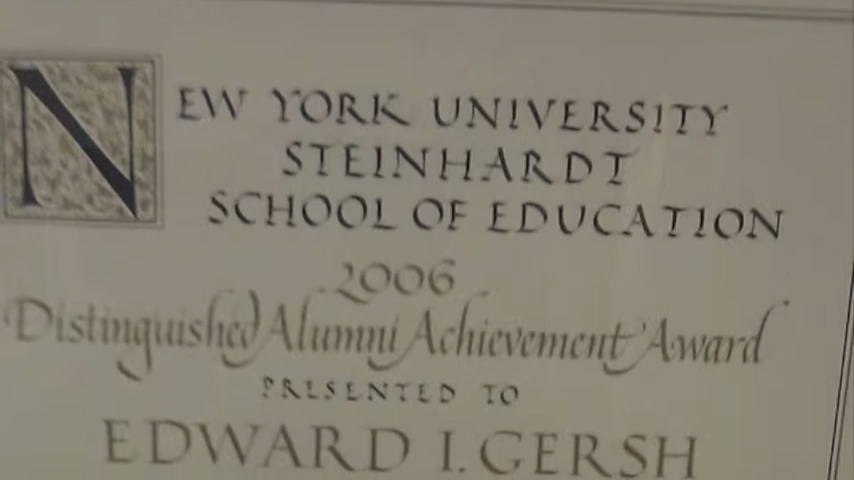 NEW YORK UNIVERSITY
STEINHARDT
SCHOOL OF EDUCATION
2006
Distinguished Alumni Achievement Award
PRESENTED TO
EDWARD I. GERSH